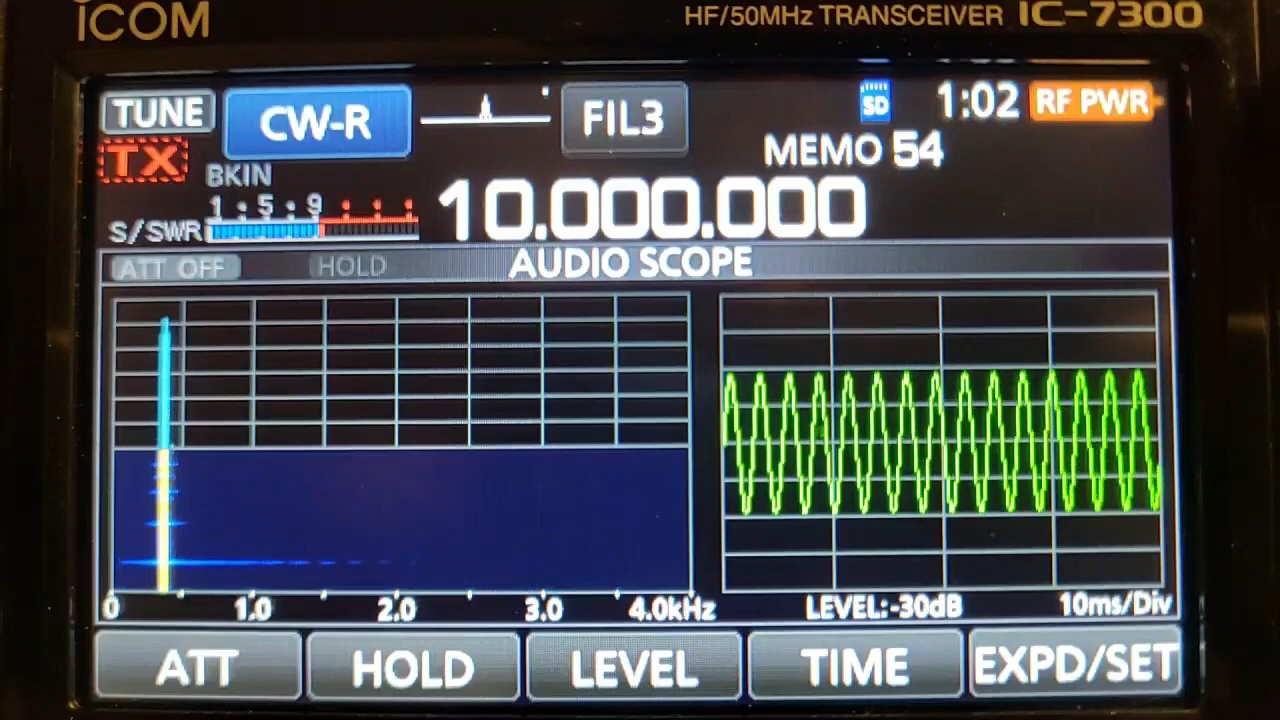 ICOM HF/50MHz TRANSCEIVER IC-7300
TUNE CW-R FIL3 SD 1:02 RF PWR
TX BKIN MEMO 54
1 : 5 : 9 : : :
S/SWR 10.000.000
ATT OFF HOLD AUDIO SCOPE
0 1.0 2.0 3.0 4.0kHz LEVEL:-30dB 10ms/Div
ATT HOLD LEVEL TIME EXPD/SET